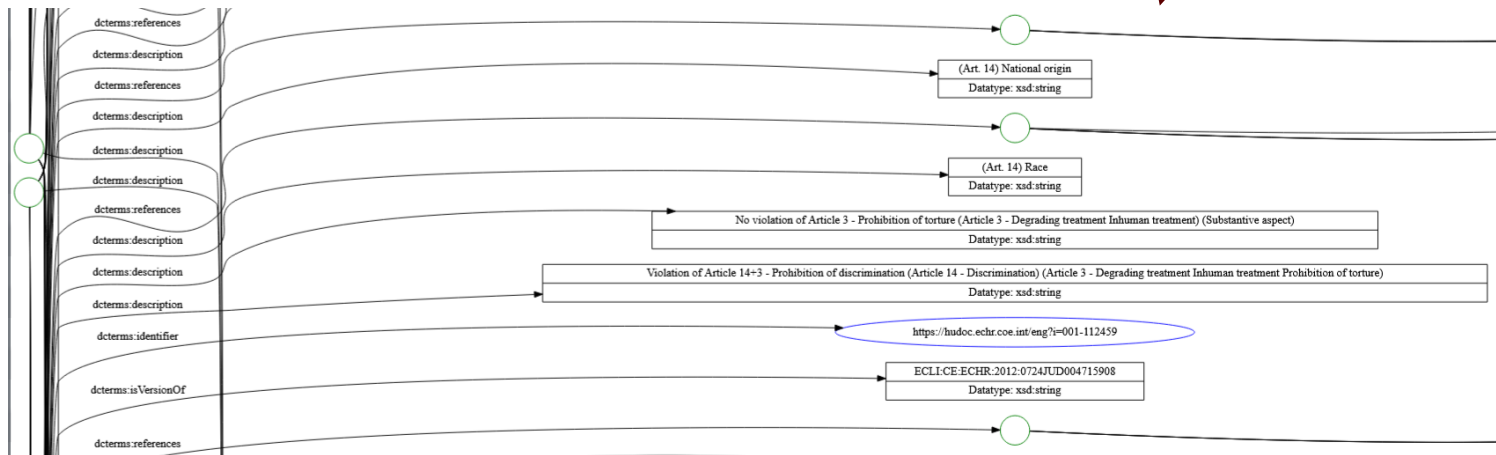 dcterms:references
dcterms:description
(Art. 14) National origin
Datatype: xsd:string
dcterms:references
dcterms:description
dcterms:description
(Art. 14) Race
Datatype: xsd:string
dcterms:description
dcterms:references
No violation of Article 3 - Prohibition of torture (Article 3 - Degrading treatment Inhuman treatment) (Substantive aspect)
Datatype: xsd:string
dcterms:description
dcterms:description
Violation of Article 14+3 - Prohibition of discrimination (Article 14 - Discrimination) (Article 3 - Degrading treatment Inhuman treatment Prohibition of torture)
Datatype: xsd:string
dcterms:description
dcterms:identifier
https://hudoc.echr.coe.int/eng?i=001-112459
dcterms:isVersionOf
ECLI:CE:ECHR:2012:0724JUD004715908
Datatype: xsd:string
dcterms:references